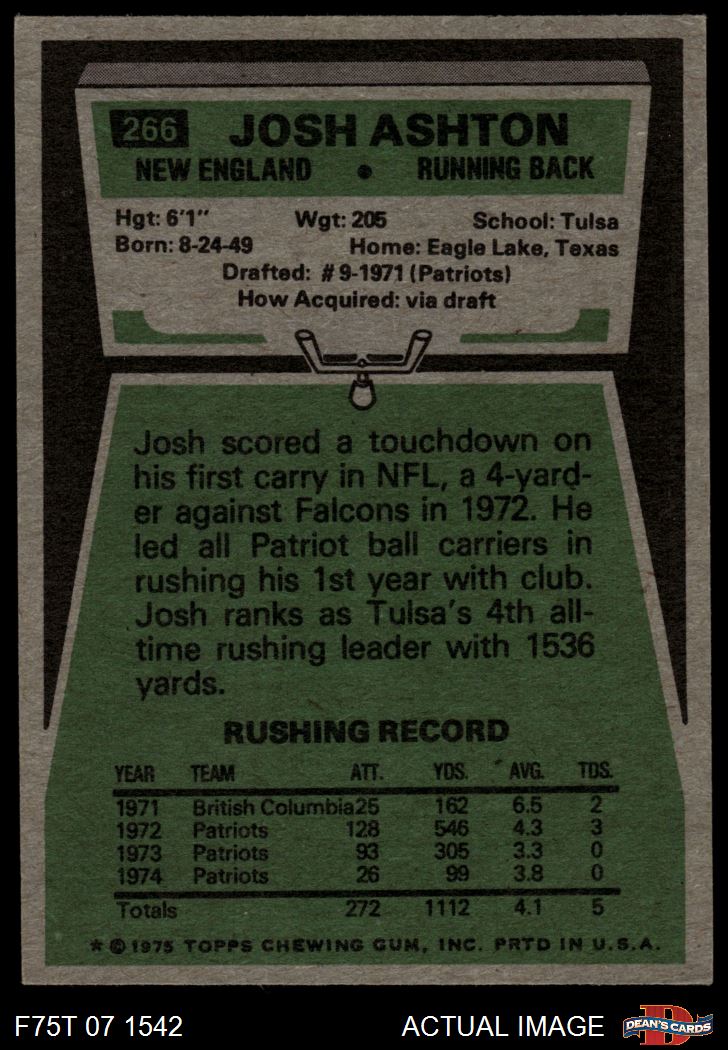 266 JOSH ASHTON
NEW ENGLAND • RUNNING BACK
Hgt: 6'1" Wgt: 205 School: Tulsa
Born: 8-24-49 Home: Eagle Lake, Texas
Drafted: #9-1971 (Patriots)
How Acquired: via draft
Josh scored a touchdown on
his first carry in NFL, a 4-yard-
er against Falcons in 1972. He
led all Patriot ball carriers in
rushing his 1st year with club.
Josh ranks as Tulsa's 4th all-
time rushing leader with 1536
yards.
RUSHING RECORD
YEAR TEAM ATT. YDS. AVG. TDS.
1971 British Columbia 25 162 6.5 2
1972 Patriots 128 546 4.3 3
1973 Patriots 93 305 3.3 0
1974 Patriots 26 99 3.8 0
Totals 272 1112 4.1 5
* © 1975 TOPPS CHEWING GUM, INC. PRTD IN U.S.A.
F75T 07 1542 ACTUAL IMAGE D DEAN'S CARDS